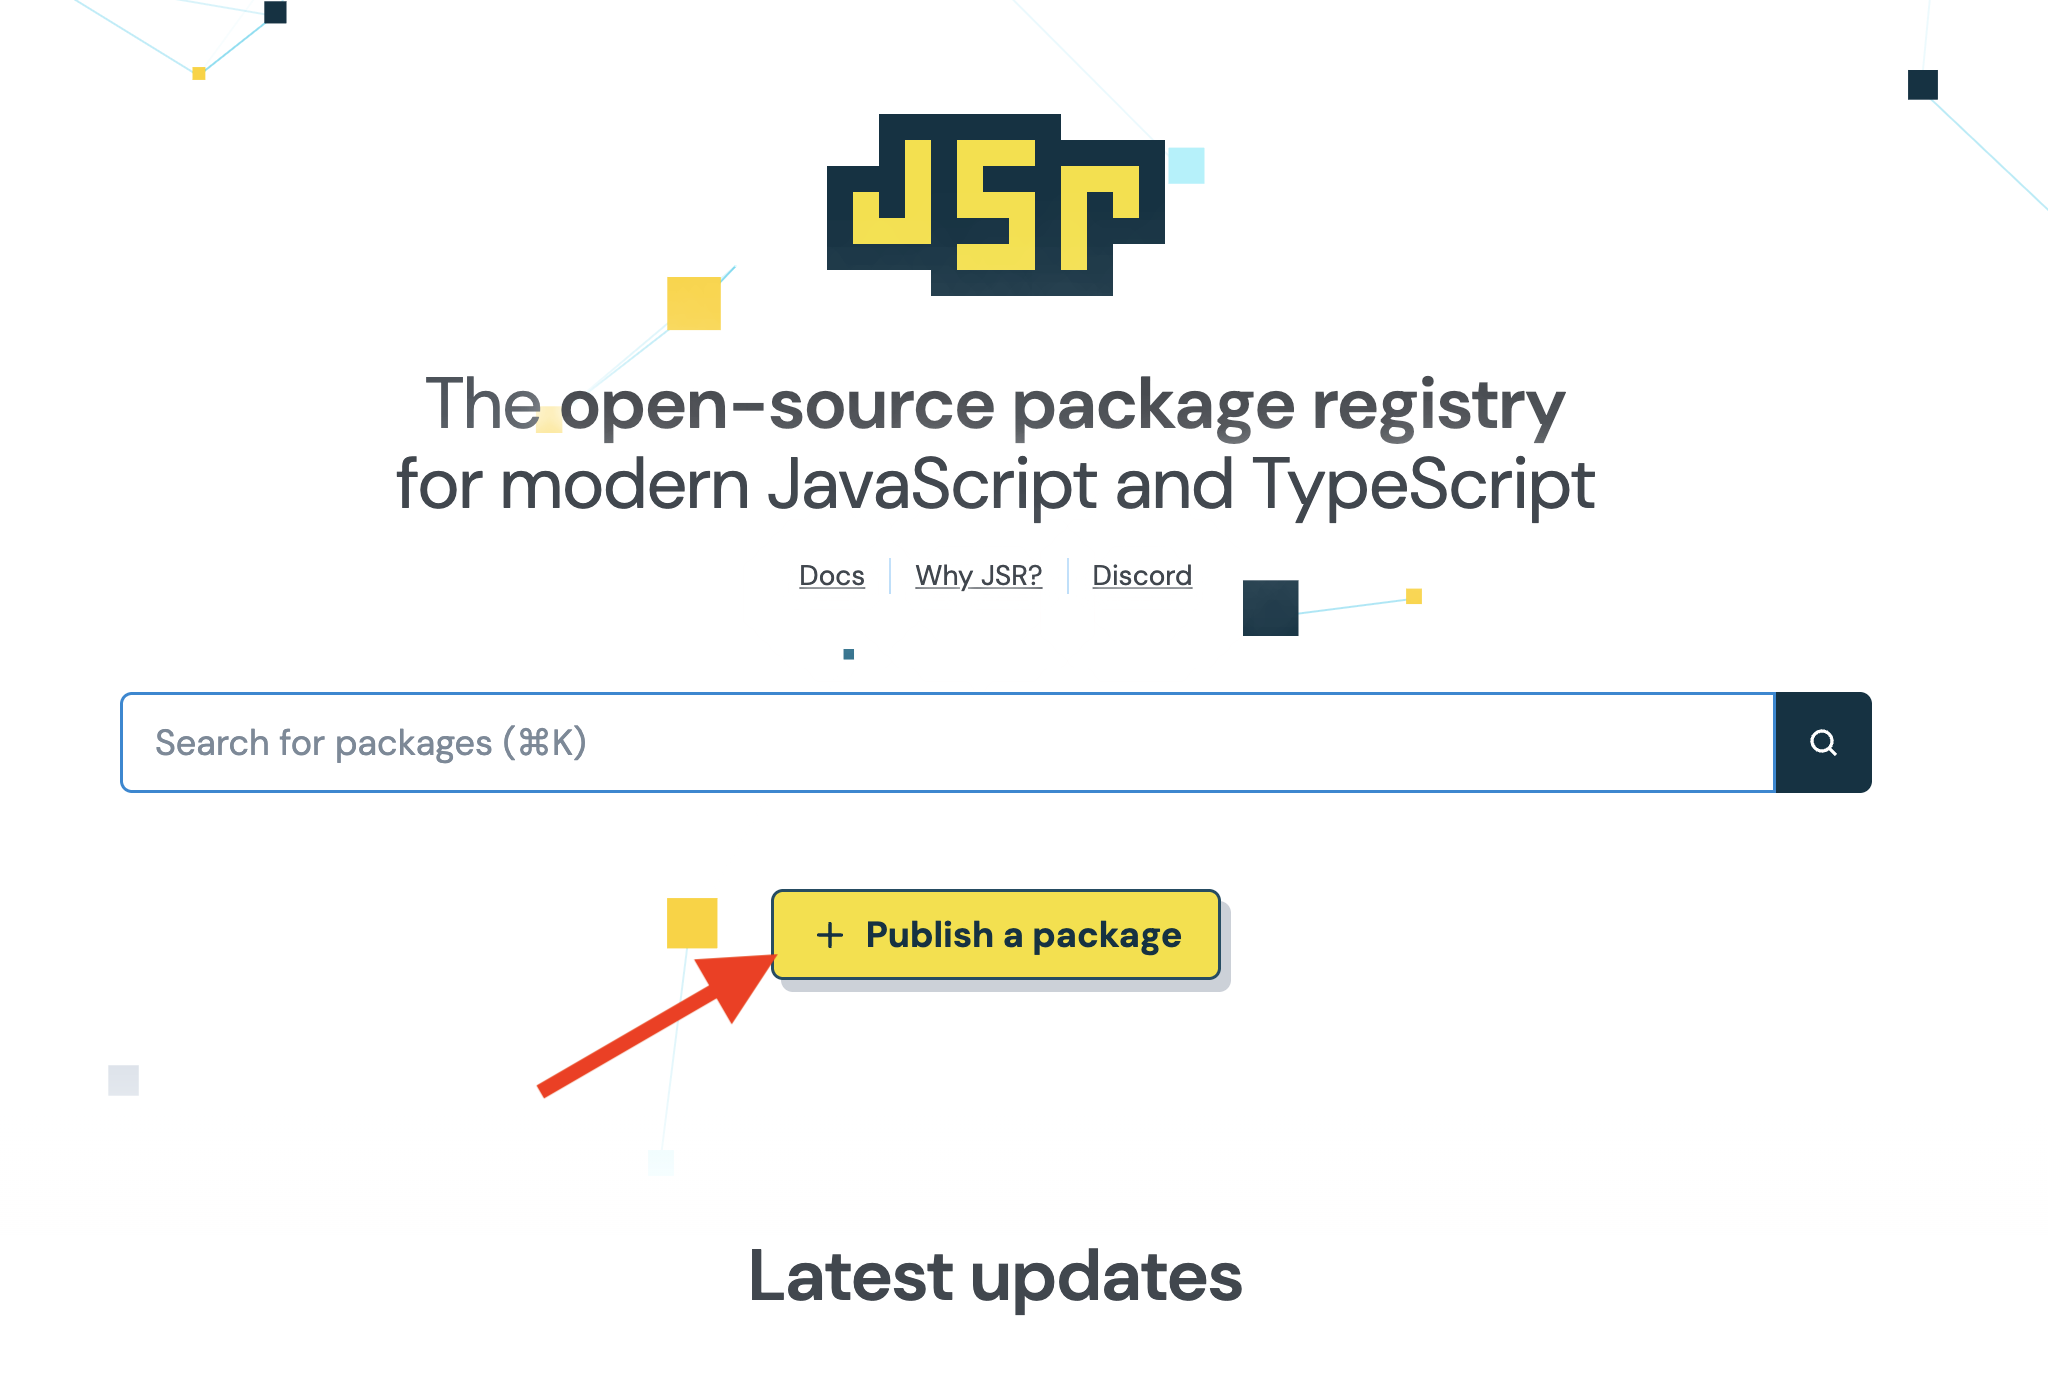 JSr
The open-source package registry
for modern JavaScript and TypeScript
Docs
Why JSR?
Discord
Search for packages (⌘K)
+ Publish a package
Latest updates